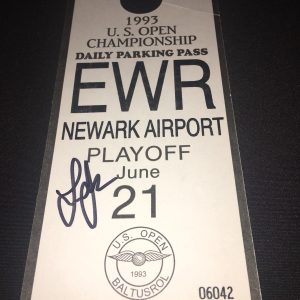 1993
U.S. OPEN
CHAMPIONSHIP
DAILY PARKING PASS
EWR
NEWARK AIRPORT
PLAYOFF
June
21
U.S. OPEN
1993
BALTUSROL
06042